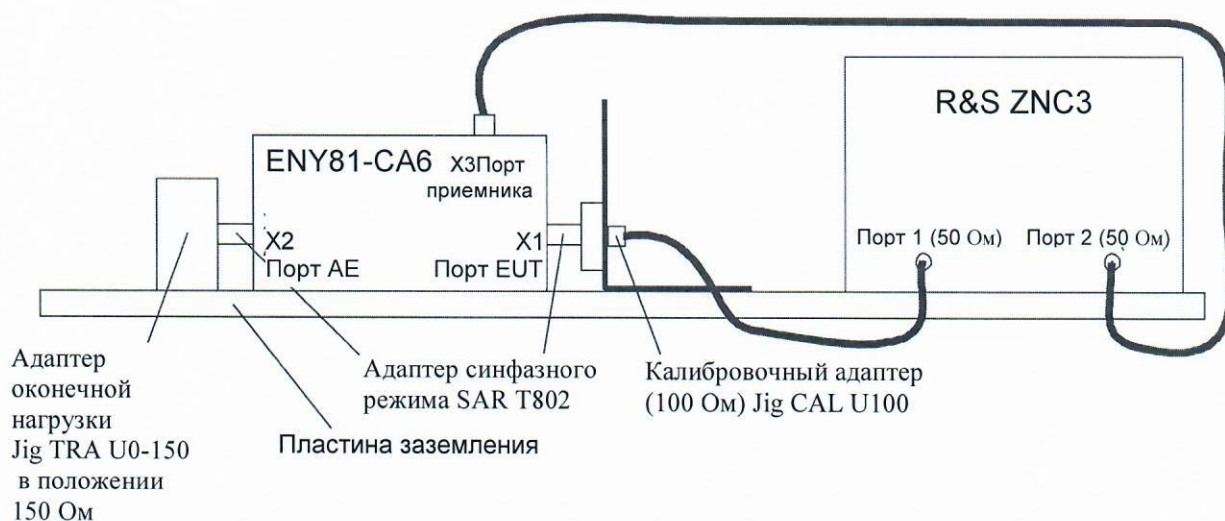 R&S ZNC3
ENY81-CA6 X3Порт
приемника
X2
X1
Порт AE
Порт EUT
Порт 1 (50 Ом)
Порт 2 (50 Ом)
Адаптер
оконечной
нагрузки
Jig TRA U0-150
в положении
150 Ом
Адаптер синфазного
режима SAR T802
Калибровочный адаптер
(100 Ом) Jig CAL U100
Пластина заземления